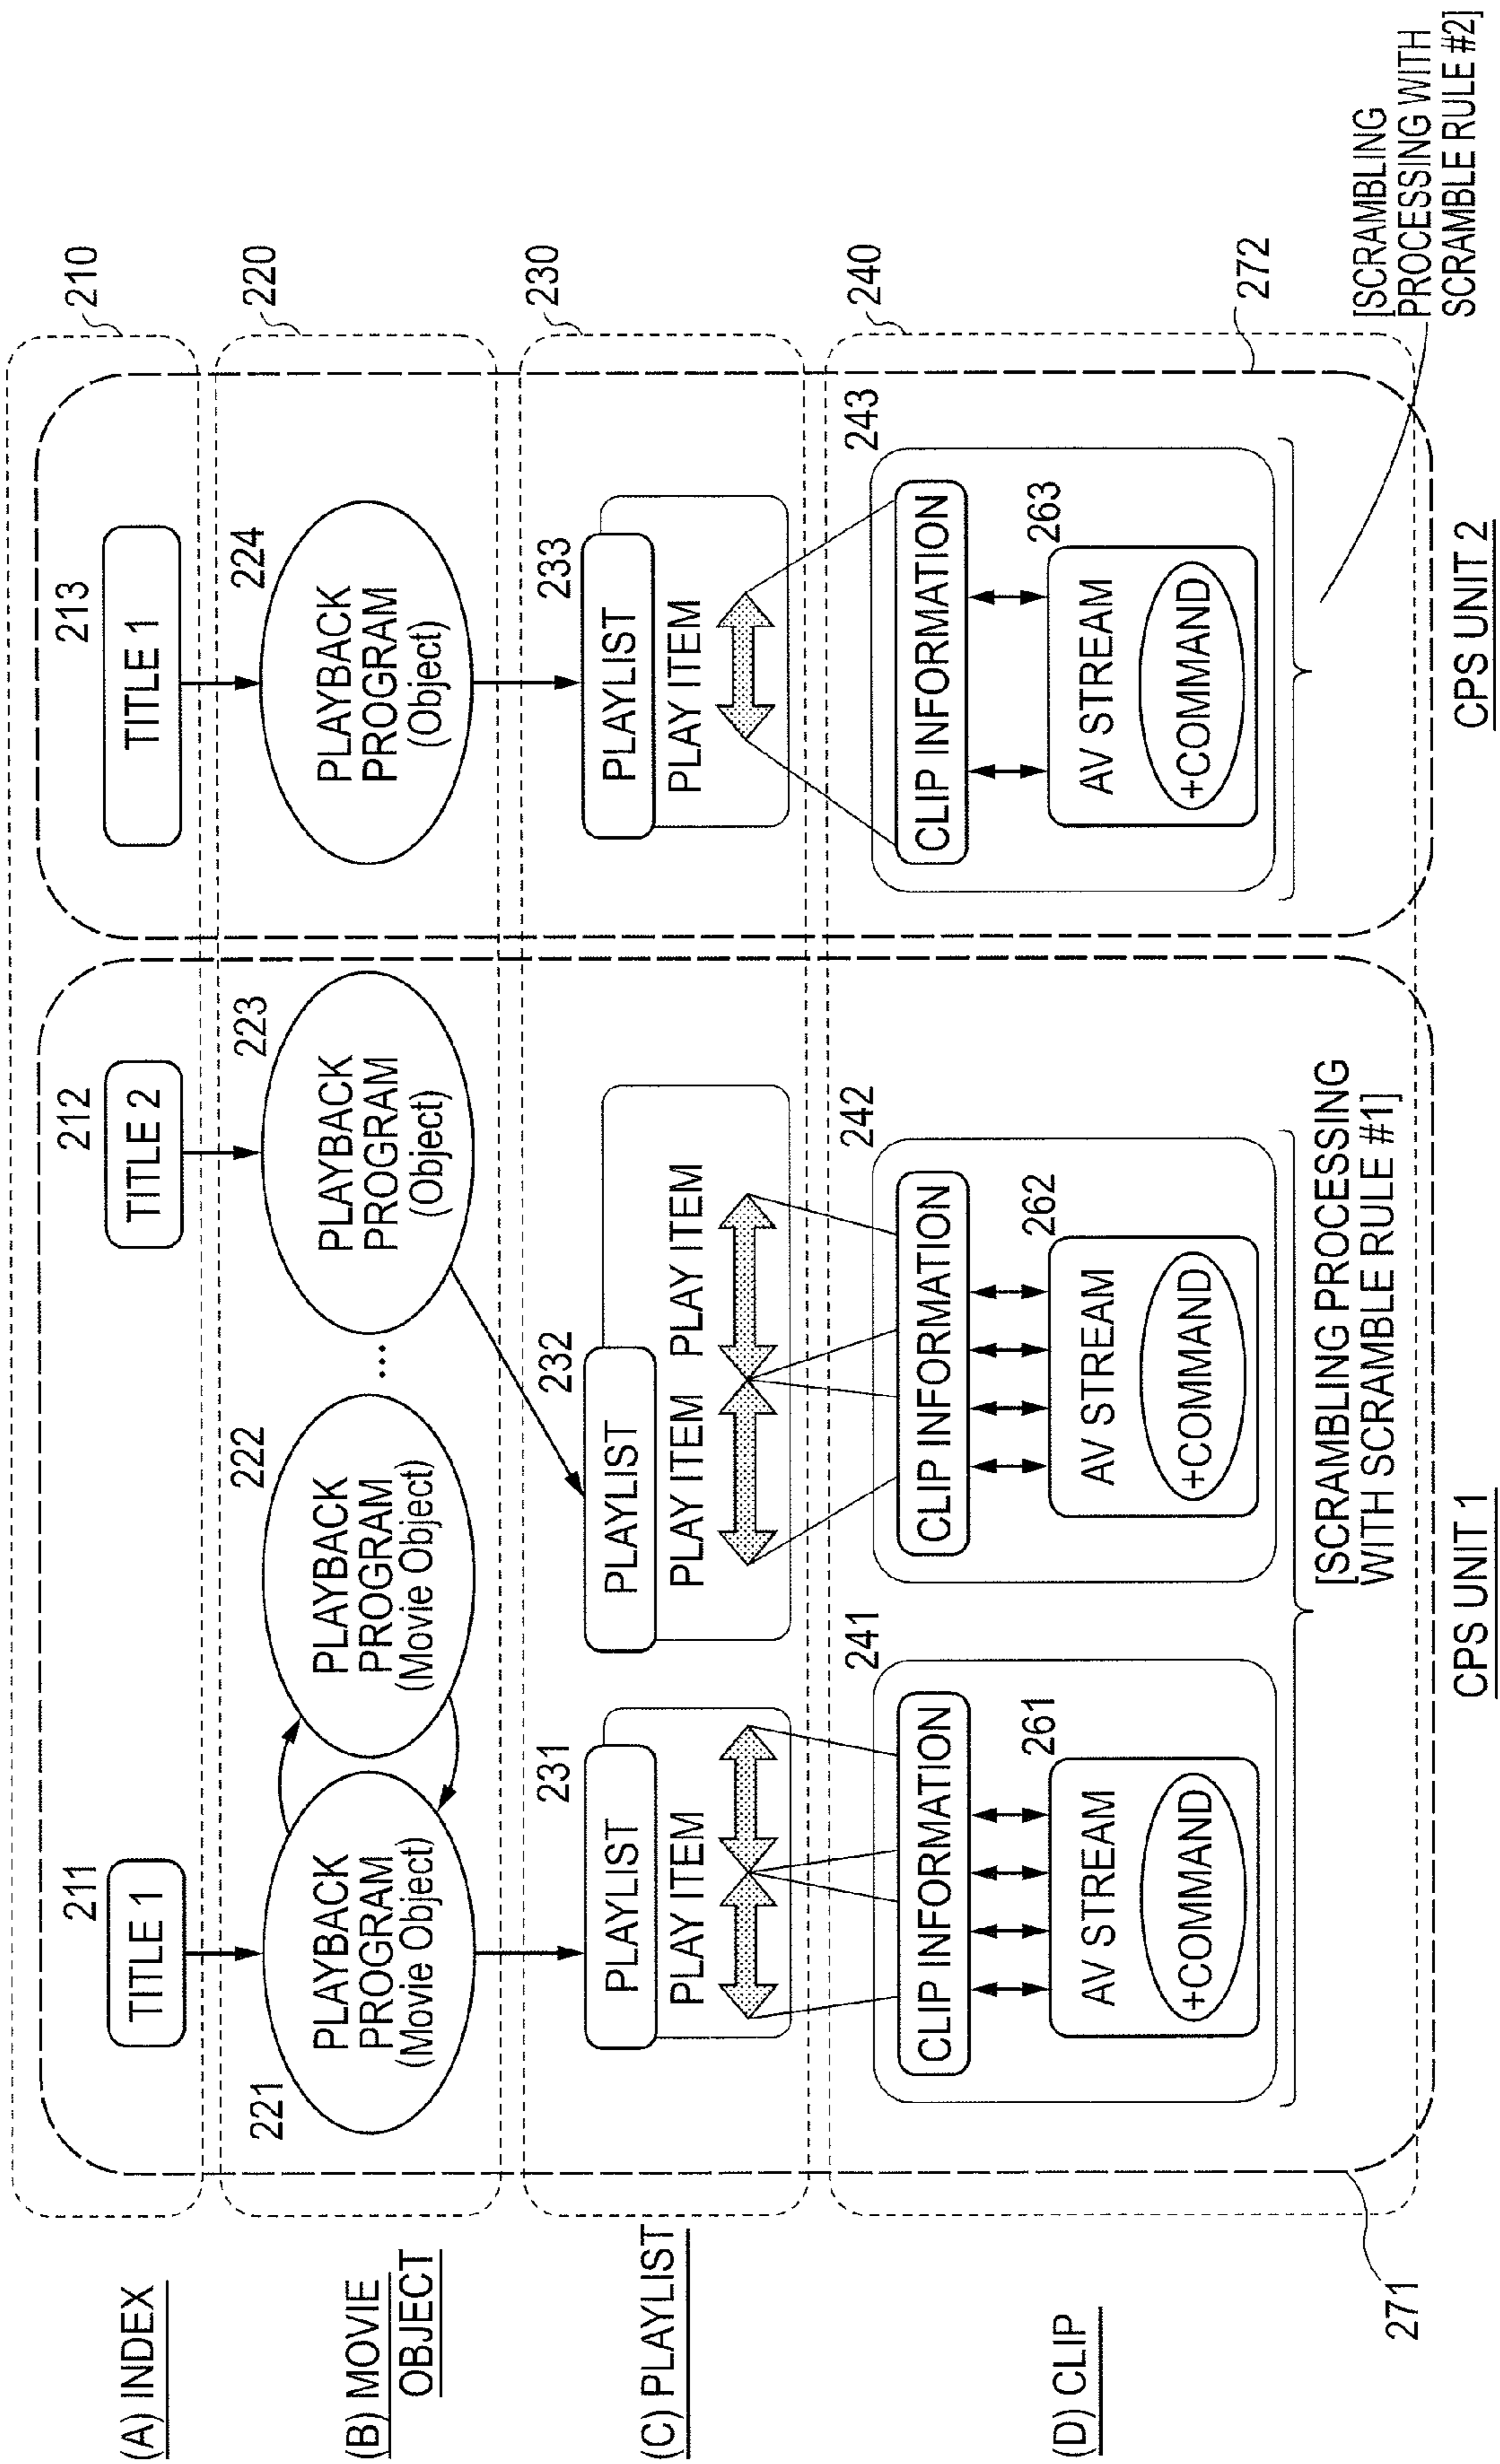 210
(A) INDEX
211
TITLE 1
212
TITLE 2
213
TITLE 1
220
(B) MOVIE
OBJECT
221
PLAYBACK
PROGRAM
(Movie Object)
222
PLAYBACK
PROGRAM
(Movie Object)
...
223
PLAYBACK
PROGRAM
(Object)
224
PLAYBACK
PROGRAM
(Object)
230
(C) PLAYLIST
231
PLAYLIST
PLAY ITEM
232
PLAYLIST
PLAY ITEM PLAY ITEM
233
PLAYLIST
PLAY ITEM
240
(D) CLIP
241
CLIP INFORMATION
261
AV STREAM
+COMMAND
242
CLIP INFORMATION
262
AV STREAM
+COMMAND
243
CLIP INFORMATION
263
AV STREAM
+COMMAND
272
[SCRAMBLING PROCESSING
WITH SCRAMBLE RULE #1]
[SCRAMBLING
PROCESSING WITH
SCRAMBLE RULE #2]
271
CPS UNIT 1
CPS UNIT 2